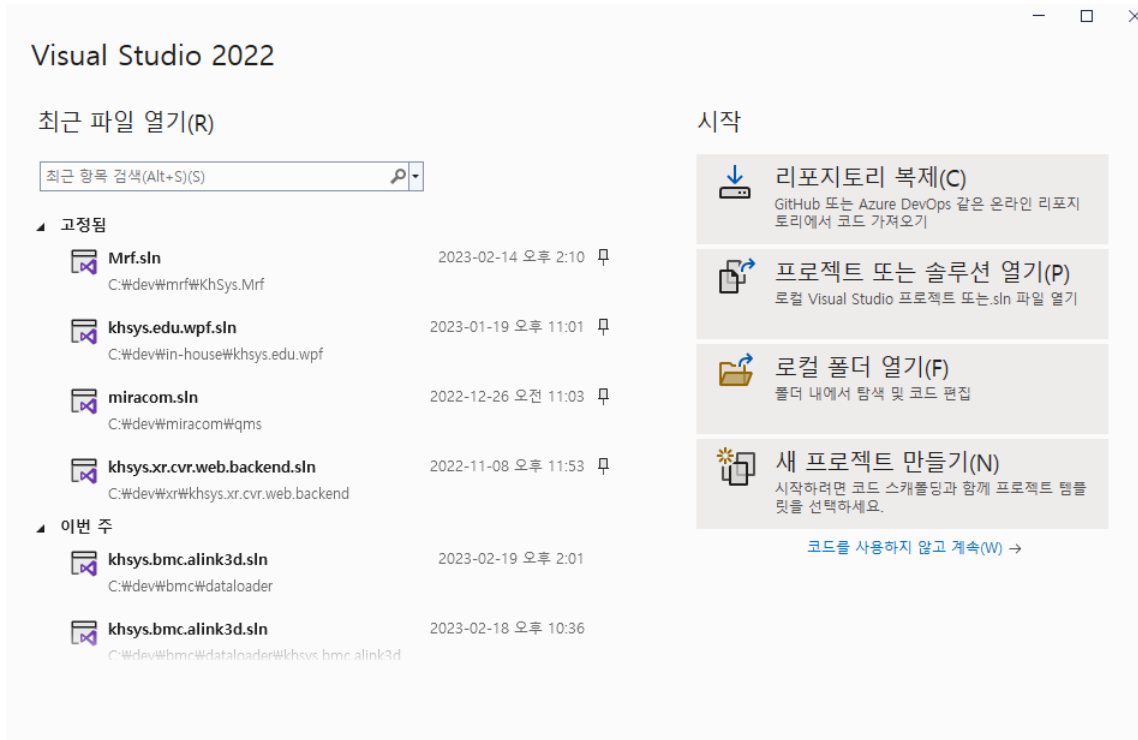 Visual Studio 2022
최근 파일 열기(R)
최근 항목 검색(Alt+S)(S)
고정됨
Mrf.sln
2023-02-14 오후 2:10
C:₩dev₩mrf₩KhSys.Mrf
khsys.edu.wpf.sln
2023-01-19 오후 11:01
C:₩dev₩in-house₩khsys.edu.wpf
miracom.sln
2022-12-26 오전 11:03
C:₩dev₩miracom₩qms
khsys.xr.cvr.web.backend.sln
2022-11-08 오후 11:53
C:₩dev₩xr₩khsys.xr.cvr.web.backend
이번 주
khsys.bmc.alink3d.sln
2023-02-19 오후 2:01
C:₩dev₩bmc₩dataloader
khsys.bmc.alink3d.sln
2023-02-18 오후 10:36
C:₩dev₩bmc₩dataloader₩khsys.bmc.alink3d
시작
리포지토리 복제(C)
GitHub 또는 Azure DevOps 같은 온라인 리포지
토리에서 코드 가져오기
프로젝트 또는 솔루션 열기(P)
로컬 Visual Studio 프로젝트 또는.sln 파일 열기
로컬 폴더 열기(F)
폴더 내에서 탐색 및 코드 편집
새 프로젝트 만들기(N)
시작하려면 코드 스캐폴딩과 함께 프로젝트 템플
릿을 선택하세요.
코드를 사용하지 않고 계속(W) →